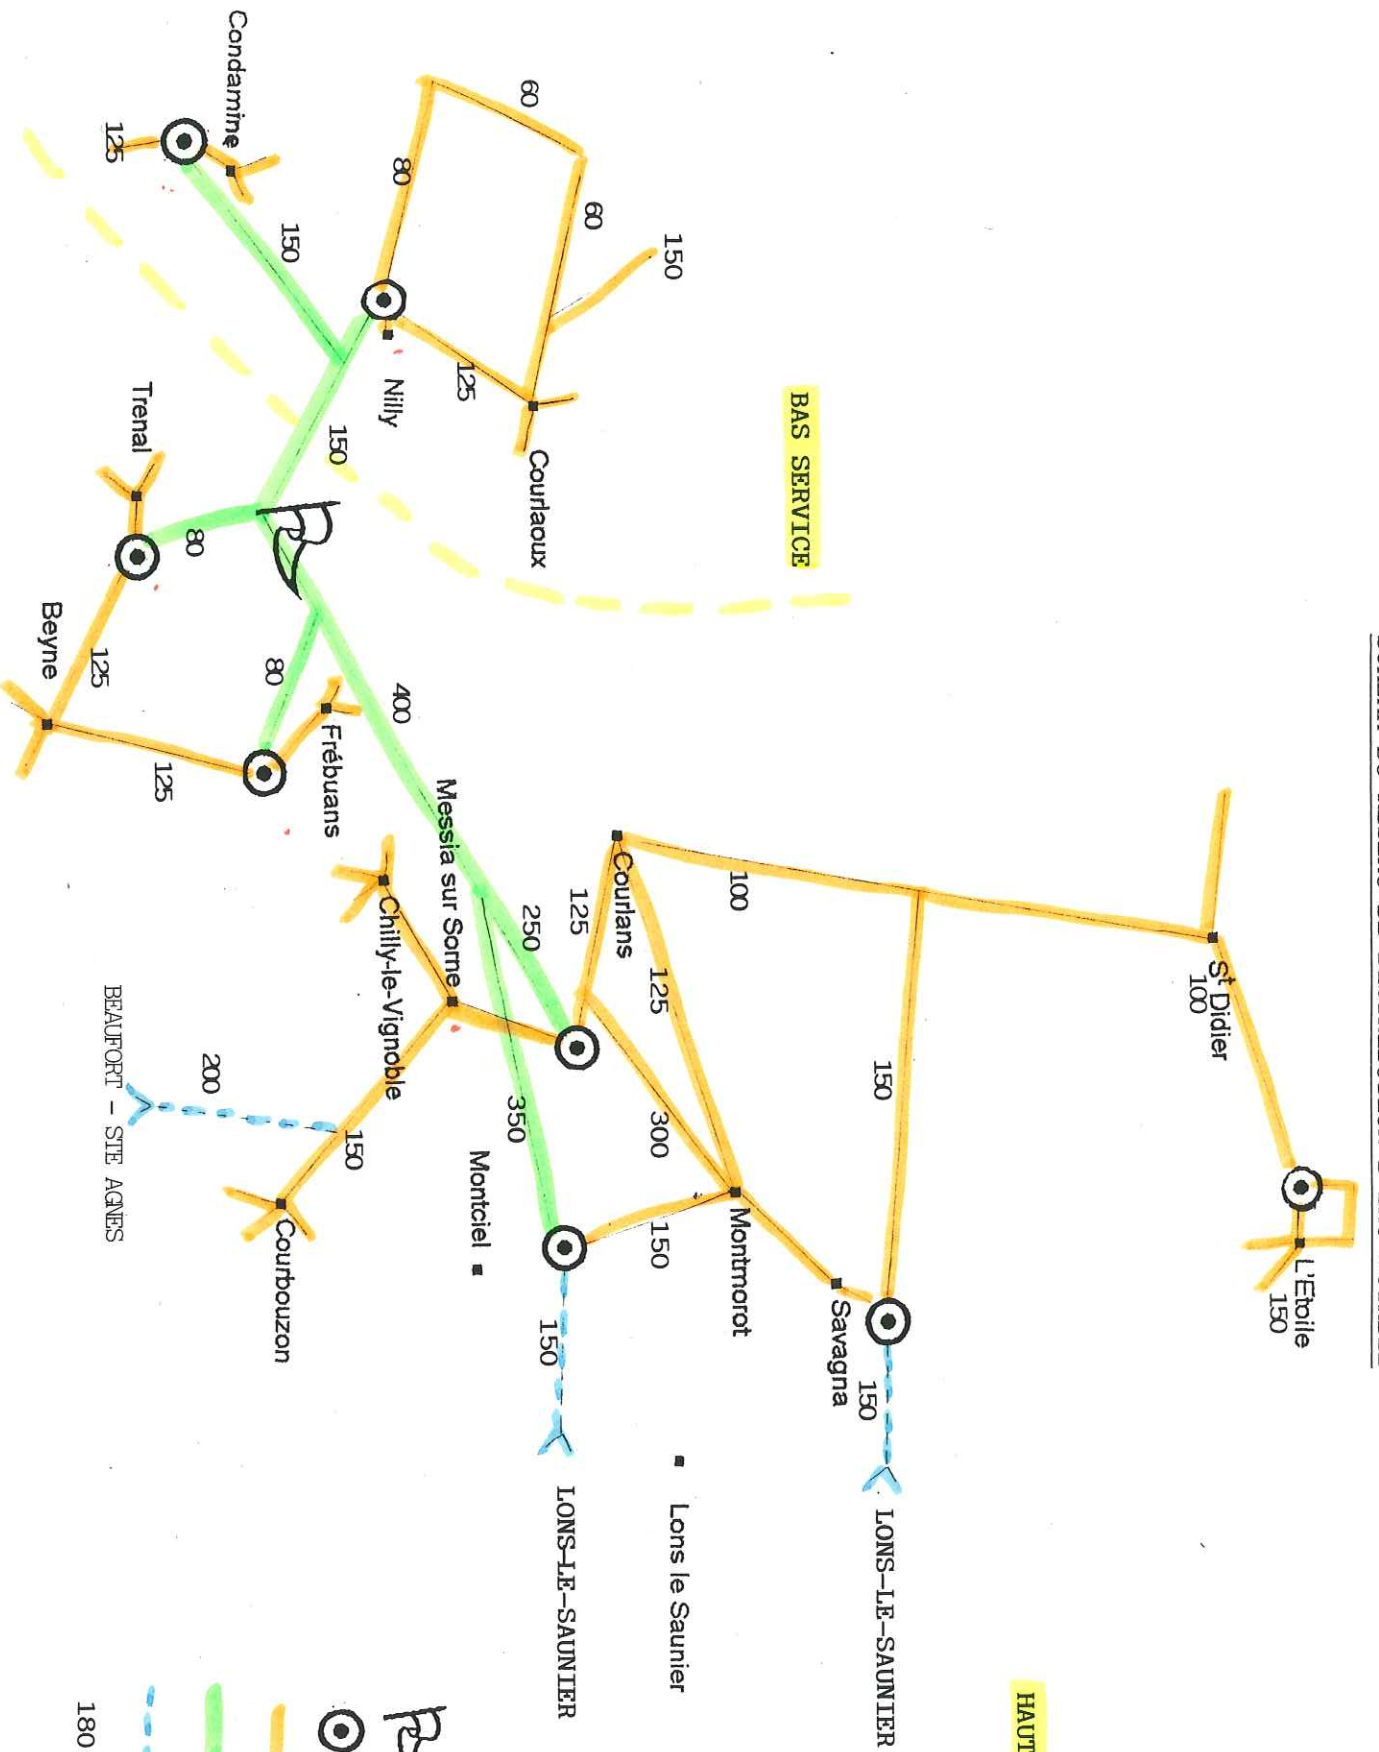 BAS SERVICE
HAUT
Condamine
125
150
60
80
60
150
125
Nilly
Courlaoux
150
Trenal
80
Beyne
125
125
80
Frébuans
400
Messia sur Sorne
250
125
Courlans
100
125
Chilly-le-Vignoble
350
300
150
St Didier
100
L'Etoile
150
BEAUFORT - STE AGNES
200
150
Courbouzon
Montciel
150
Montmorot
Savagna
150
150
LONS-LE-SAUNIER
LONS-LE-SAUNIER
Lons le Saunier
180